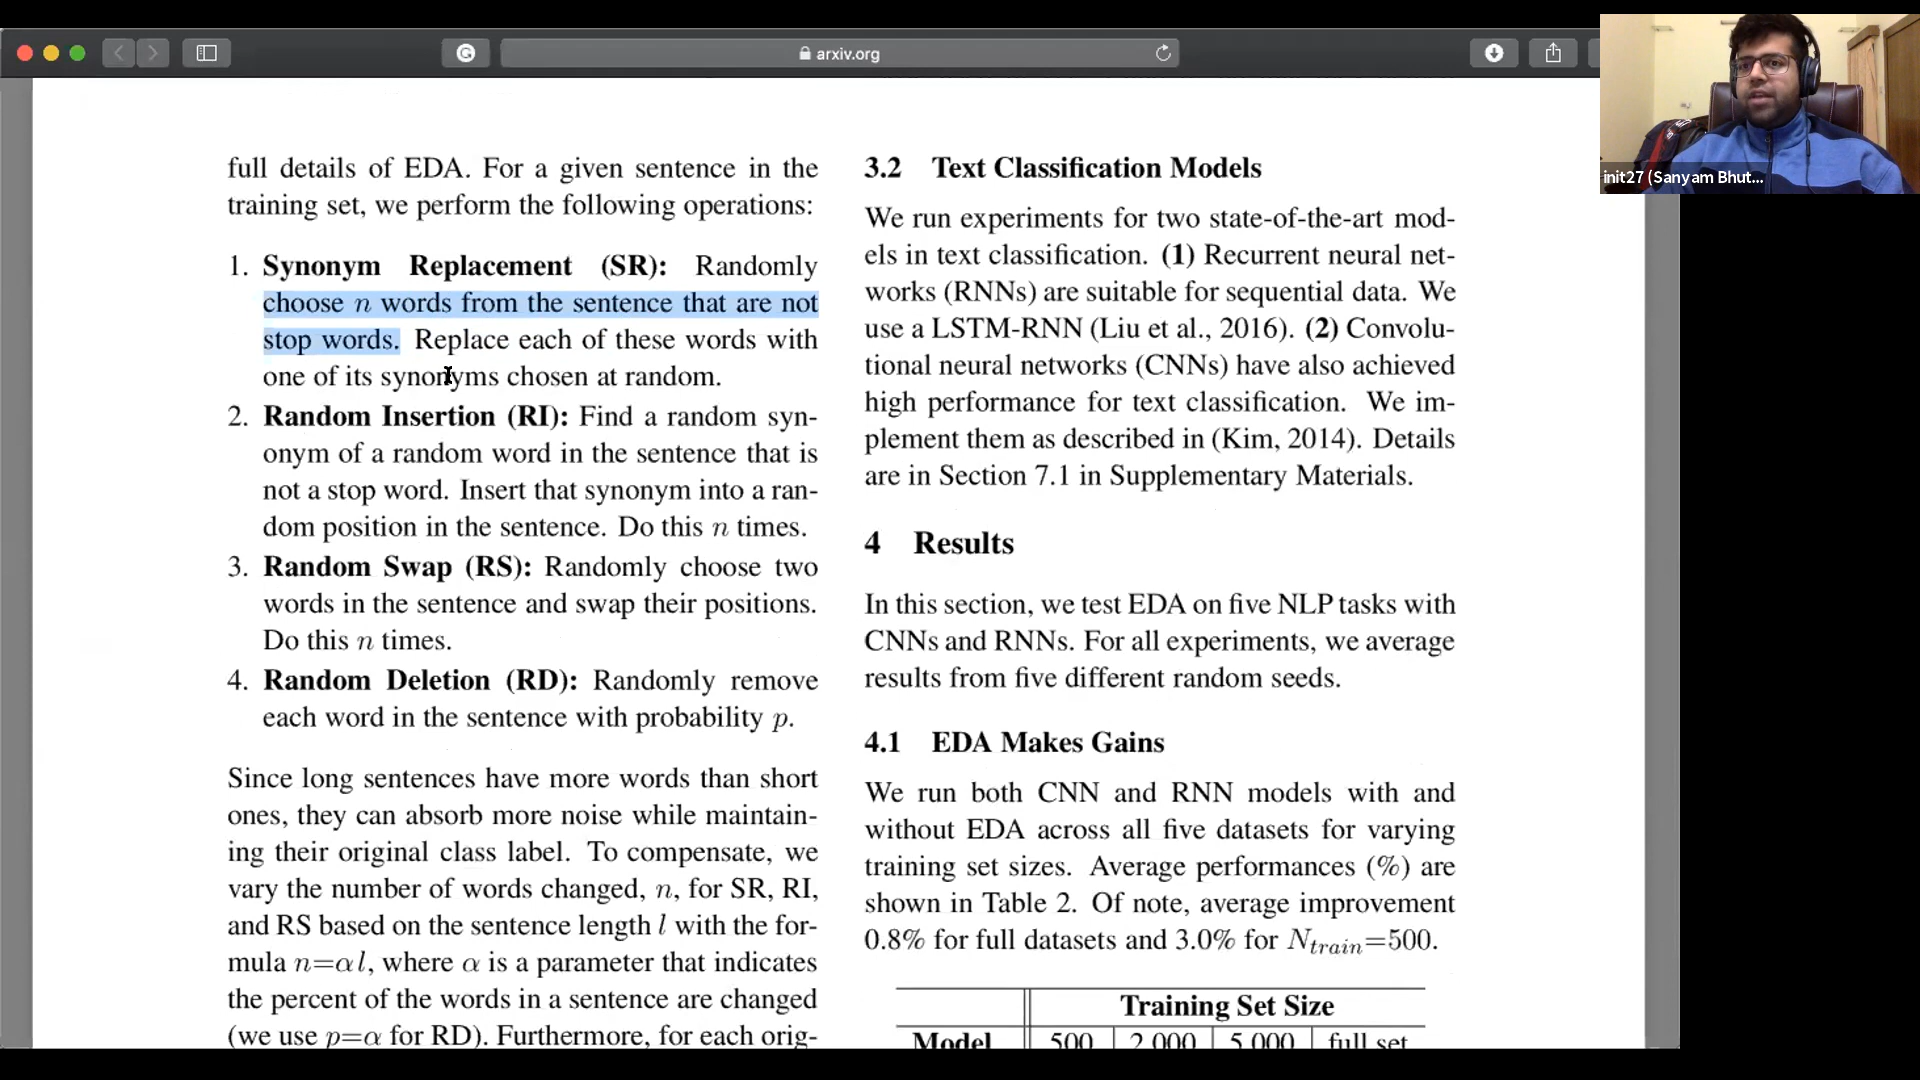 arxiv.org
init27 (Sanyam Bhut...
full details of EDA. For a given sentence in the
training set, we perform the following operations:
1. Synonym Replacement (SR): Randomly
choose n words from the sentence that are not
stop words. Replace each of these words with
one of its synonyms chosen at random.
2. Random Insertion (RI): Find a random syn-
onym of a random word in the sentence that is
not a stop word. Insert that synonym into a ran-
dom position in the sentence. Do this n times.
3. Random Swap (RS): Randomly choose two
words in the sentence and swap their positions.
Do this n times.
4. Random Deletion (RD): Randomly remove
each word in the sentence with probability p.
Since long sentences have more words than short
ones, they can absorb more noise while maintain-
ing their original class label. To compensate, we
vary the number of words changed, n, for SR, RI,
and RS based on the sentence length l with the for-
mula n=αl, where α is a parameter that indicates
the percent of the words in a sentence are changed
(we use p=α for RD). Furthermore, for each orig-
3.2 Text Classification Models
We run experiments for two state-of-the-art mod-
els in text classification. (1) Recurrent neural net-
works (RNNs) are suitable for sequential data. We
use a LSTM-RNN (Liu et al., 2016). (2) Convolu-
tional neural networks (CNNs) have also achieved
high performance for text classification. We im-
plement them as described in (Kim, 2014). Details
are in Section 7.1 in Supplementary Materials.
4 Results
In this section, we test EDA on five NLP tasks with
CNNs and RNNs. For all experiments, we average
results from five different random seeds.
4.1 EDA Makes Gains
We run both CNN and RNN models with and
without EDA across all five datasets for varying
training set sizes. Average performances (%) are
shown in Table 2. Of note, average improvement
0.8% for full datasets and 3.0% for Ntrain=500.
Training Set Size
Model 500 2,000 5,000 full set